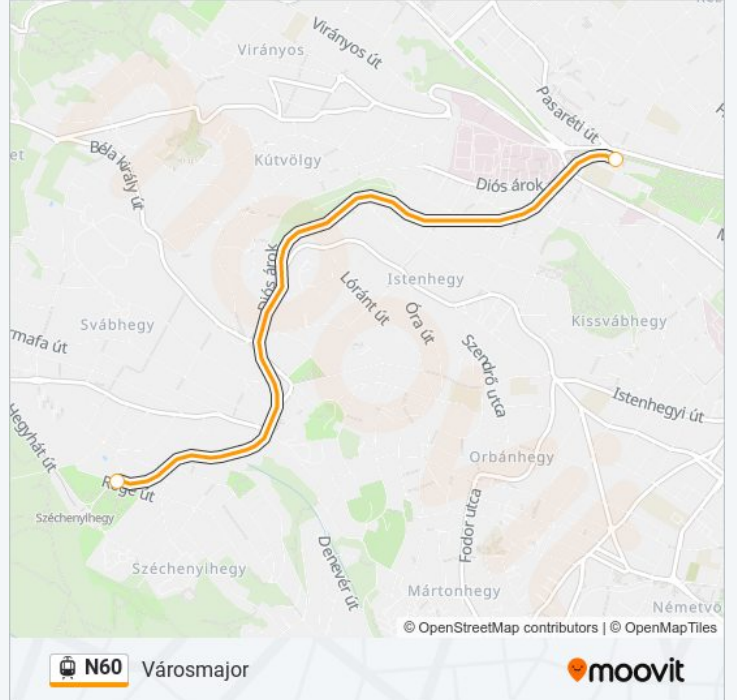 Virányos
Virányos út
Pasaréti út
Béla király út
Kútvölgy
Diós árok
Diós árok
Istenhegy
Lóránt út
Óra út
Svábhegy
Kissvábhegy
Szendrő utca
Istenhegyi út
Hegyhát út
Orbánhegy
Rege út
Széchenyihegy
Fodor utca
Denevér út
Széchenyihegy
Mártonhegy
Németvö
© OpenStreetMap contributors | © OpenMapTiles
N60 Városmajor
moovit